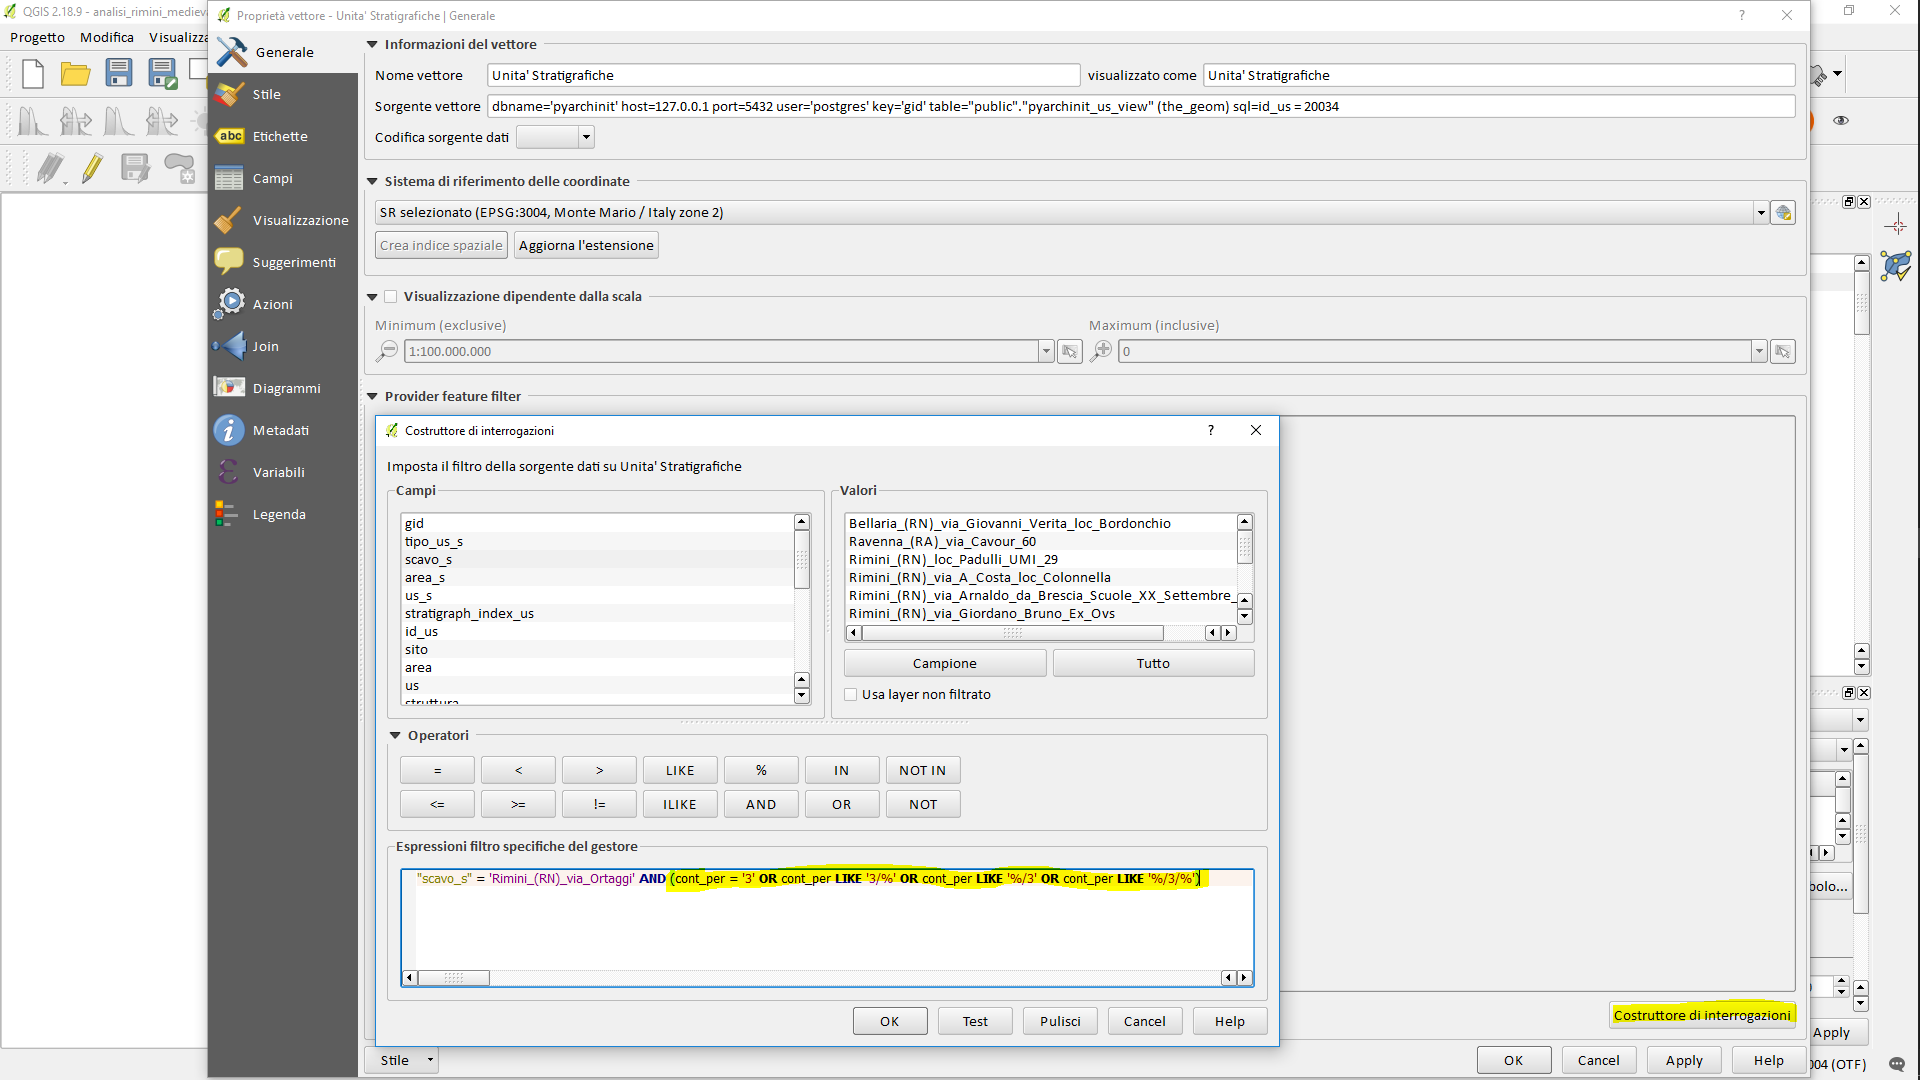 QGIS 2.18.9 - analisi_rimini_medieva
Proprietà vettore - Unita' Stratigrafiche | Generale
Progetto Modifica Visualizza
Generale
Stile
Etichette
Campi
Visualizzazione
Suggerimenti
Azioni
Join
Diagrammi
Metadati
Variabili
Legenda
abc
Informazioni del vettore
Nome vettore Unita' Stratigrafiche visualizzato come Unita' Stratigrafiche
Sorgente vettore dbname='pyarchinit' host=127.0.0.1 port=5432 user='postgres' key='gid' table="public"."pyarchinit_us_view" (the_geom) sql=id_us = 20034
Codifica sorgente dati
Sistema di riferimento delle coordinate
SR selezionato (EPSG:3004, Monte Mario / Italy zone 2)
Crea indice spaziale Aggiorna l'estensione
Visualizzazione dipendente dalla scala
Minimum (exclusive) Maximum (inclusive)
1:100.000.000 0
Provider feature filter
Costruttore di interrogazioni ?
Imposta il filtro della sorgente dati su Unita' Stratigrafiche
Campi
gid
tipo_us_s
scavo_s
area_s
us_s
stratigraph_index_us
id_us
sito
area
us
struttura
Valori
Bellaria_(RN)_via_Giovanni_Verita_loc_Bordonchio
Ravenna_(RA)_via_Cavour_60
Rimini_(RN)_loc_Padulli_UMI_29
Rimini_(RN)_via_A_Costa_loc_Colonnella
Rimini_(RN)_via_Arnaldo_da_Brescia_Scuole_XX_Settembre_
Rimini_(RN)_via_Giordano_Bruno_Ex_Ovs
Campione Tutto
Usa layer non filtrato
Operatori
= < > LIKE % IN NOT IN
<= >= != ILIKE AND OR NOT
Espressioni filtro specifiche del gestore
"scavo_s" = 'Rimini_(RN)_via_Ortaggi' AND (cont_per = '3' OR cont_per LIKE '3/%' OR cont_per LIKE '%/3' OR cont_per LIKE '%/3/%')
OK Test Pulisci Cancel Help
Costruttore di interrogazioni
Stile OK Cancel Apply Help
bolo...
Apply
004 (OTF)